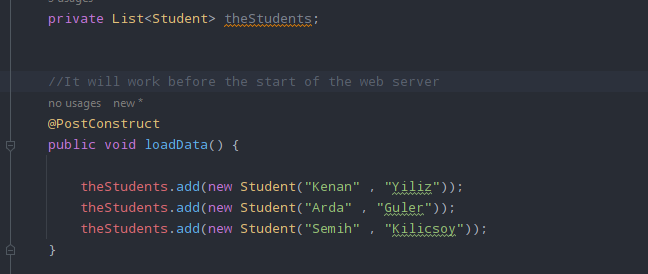 5 usages
private List<Student> theStudents;
//It will work before the start of the web server
no usages new *
@PostConstruct
public void loadData() {
theStudents.add(new Student("Kenan" , "Yiliz"));
theStudents.add(new Student("Arda" , "Guler"));
theStudents.add(new Student("Semih" , "Kilicsoy"));
}